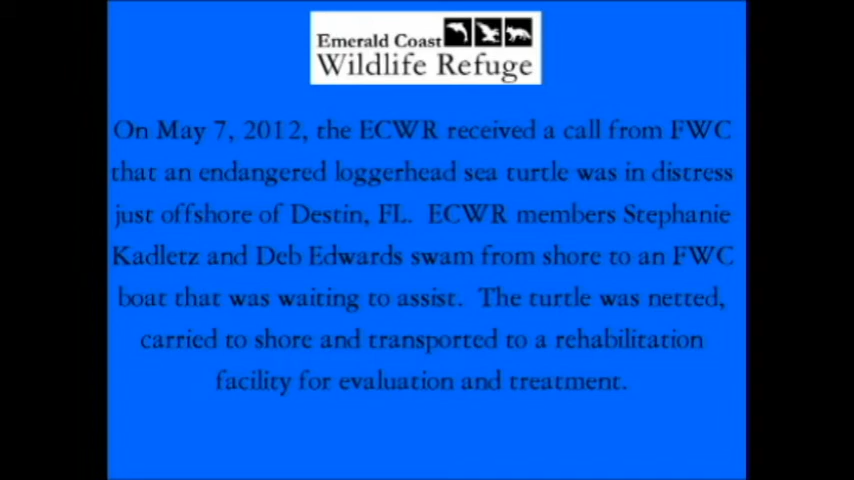 Emerald Coast
Wildlife Refuge
On May 7, 2012, the ECWR received a call from FWC
that an endangered loggerhead sea turtle was in distress
just offshore of Destin, FL. ECWR members Stephanie
Kadletz and Deb Edwards swam from shore to an FWC
boat that was waiting to assist. The turtle was netted,
carried to shore and transported to a rehabilitation
facility for evaluation and treatment.